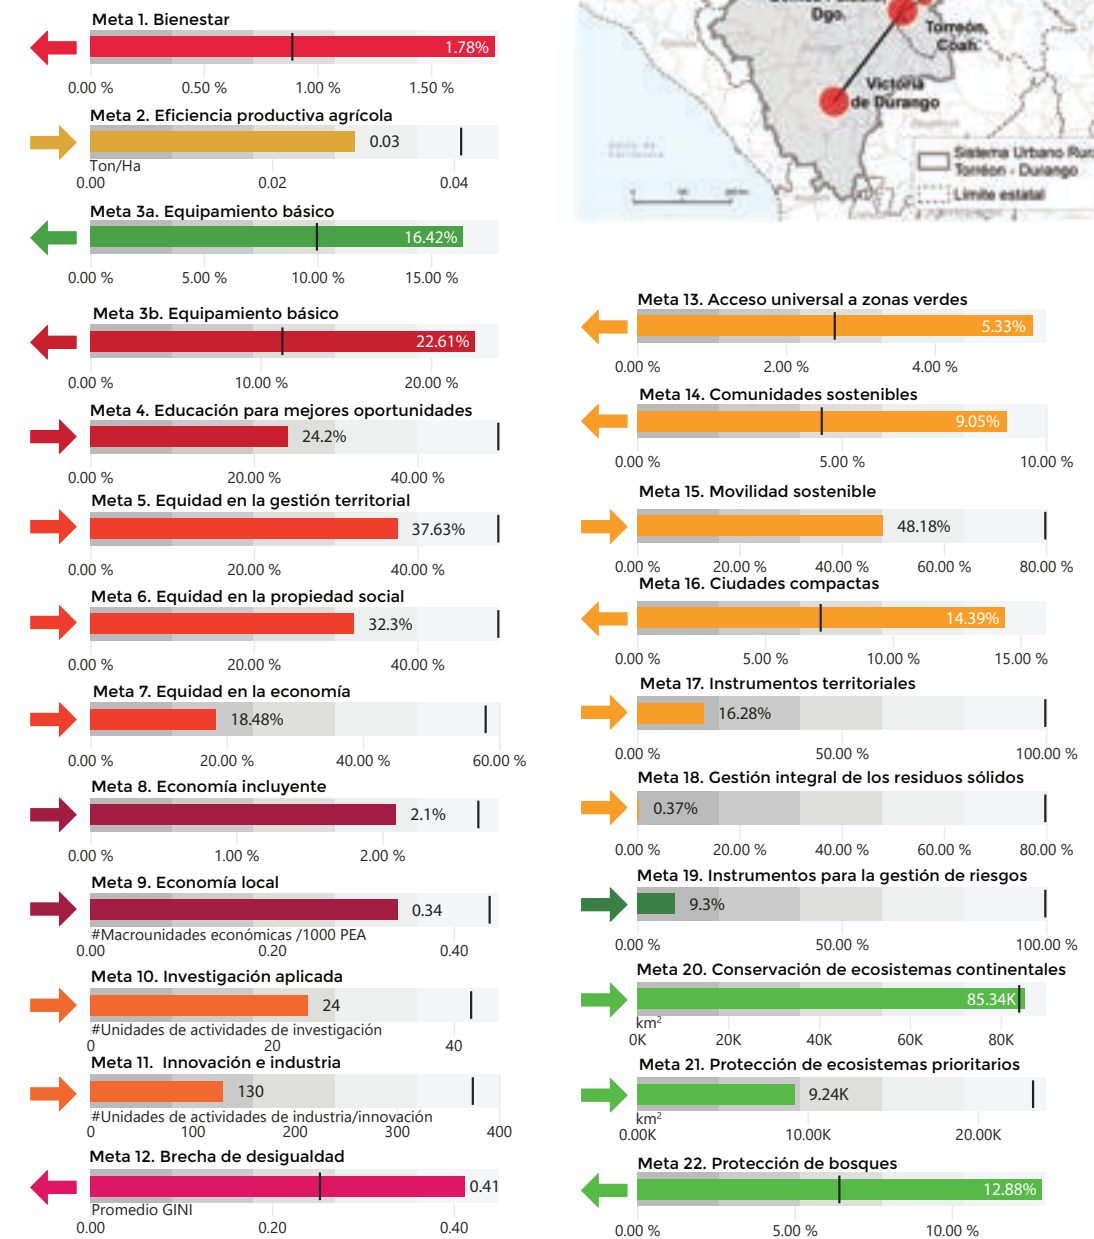 Meta 1. Bienestar
1.78%
0.00 % 0.50 % 1.00 % 1.50 %
Meta 2. Eficiencia productiva agrícola
0.03
Ton/Ha
0.00 0.02 0.04
Meta 3a. Equipamiento básico
16.42%
0.00 % 5.00 % 10.00 % 15.00 %
Meta 3b. Equipamiento básico
22.61%
0.00 % 10.00 % 20.00 %
Meta 4. Educación para mejores oportunidades
24.2%
0.00 % 20.00 % 40.00 %
Meta 5. Equidad en la gestión territorial
37.63%
0.00 % 20.00 % 40.00 %
Meta 6. Equidad en la propiedad social
32.3%
0.00 % 20.00 % 40.00 %
Meta 7. Equidad en la economía
18.48%
0.00 % 20.00 % 40.00 % 60.00 %
Meta 8. Economía incluyente
2.1%
0.00 % 1.00 % 2.00 %
Meta 9. Economía local
0.34
#Macrounidades económicas /1000 PEA
0.00 0.20 0.40
Meta 10. Investigación aplicada
24
#Unidades de actividades de investigación
0 20 40
Meta 11. Innovación e industria
130
#Unidades de actividades de industria/innovación
0 100 200 300 400
Meta 12. Brecha de desigualdad
0.41
Promedio GINI
0.00 0.20 0.40
Dgo.
Torreón,
Coah.
Victoria
de Durango
Sistema Urbano Rur
Torréon - Durango
Límite estatal
Meta 13. Acceso universal a zonas verdes
5.33%
0.00 % 2.00 % 4.00 %
Meta 14. Comunidades sostenibles
9.05%
0.00 % 5.00 % 10.00 %
Meta 15. Movilidad sostenible
48.18%
0.00 % 20.00 % 40.00 % 60.00 % 80.00 %
Meta 16. Ciudades compactas
14.39%
0.00 % 5.00 % 10.00 % 15.00 %
Meta 17. Instrumentos territoriales
16.28%
0.00 % 50.00 % 100.00 %
Meta 18. Gestión integral de los residuos sólidos
0.37%
0.00 % 20.00 % 40.00 % 60.00 % 80.00 %
Meta 19. Instrumentos para la gestión de riesgos
9.3%
0.00 % 50.00 % 100.00 %
Meta 20. Conservación de ecosistemas continentales
85.34K
km²
0K 20K 40K 60K 80K
Meta 21. Protección de ecosistemas prioritarios
9.24K
km²
0.00K 10.00K 20.00K
Meta 22. Protección de bosques
12.88%
0.00 % 5.00 % 10.00 %